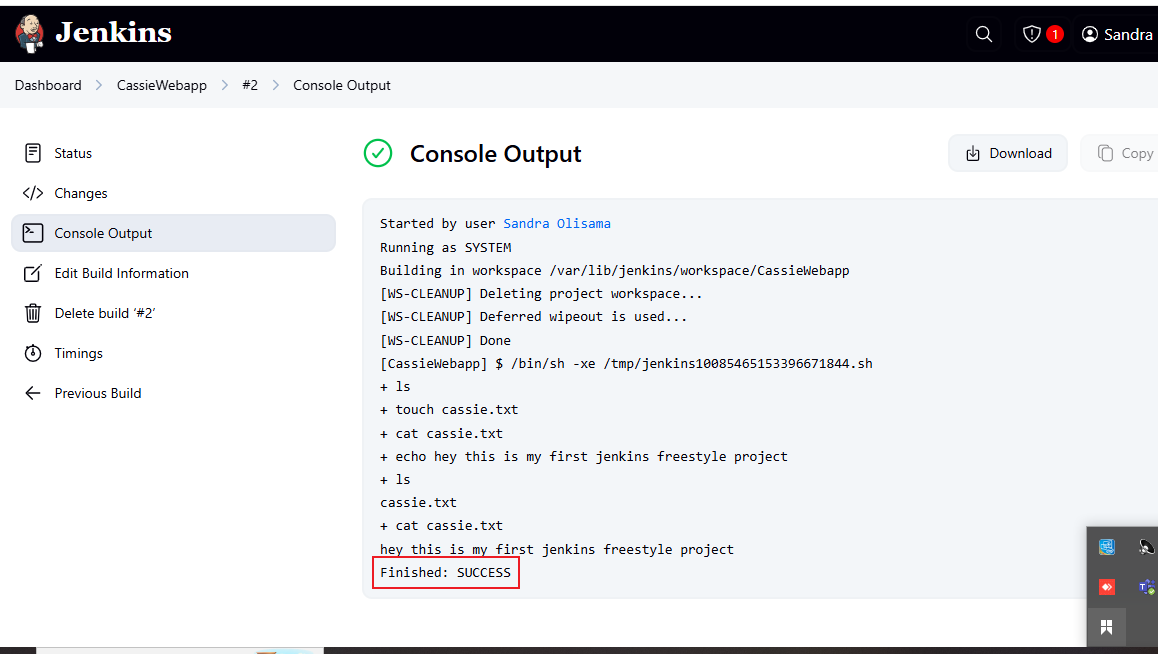 Jenkins
1
Sandra
Dashboard
CassieWebapp
#2
Console Output
Status
Changes
Console Output
Edit Build Information
Delete build ‘#2’
Timings
Previous Build
Console Output
Download
Copy
Started by user Sandra Olisama
Running as SYSTEM
Building in workspace /var/lib/jenkins/workspace/CassieWebapp
[WS-CLEANUP] Deleting project workspace...
[WS-CLEANUP] Deferred wipeout is used...
[WS-CLEANUP] Done
[CassieWebapp] $ /bin/sh -xe /tmp/jenkins10085465153396671844.sh
+ ls
+ touch cassie.txt
+ cat cassie.txt
+ echo hey this is my first jenkins freestyle project
+ ls
cassie.txt
+ cat cassie.txt
hey this is my first jenkins freestyle project
Finished: SUCCESS